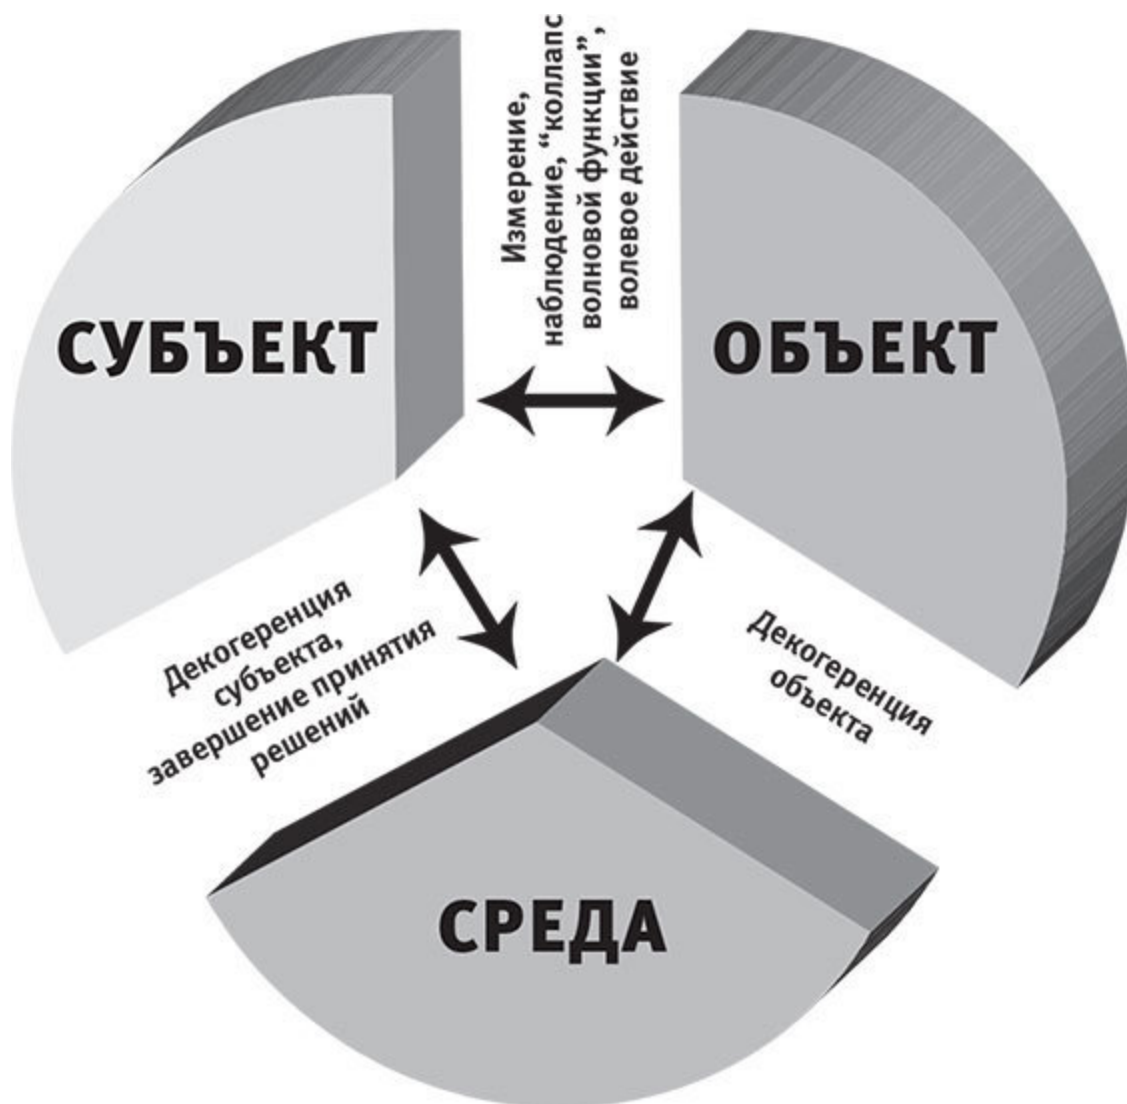 Измерение,
наблюдение, “коллапс
волновой функции”,
волевое действие
СУБЪЕКТ
ОБЪЕКТ
Декогеренция
субъекта,
завершение принятия
решений
Декогеренция
объекта
СРЕДА